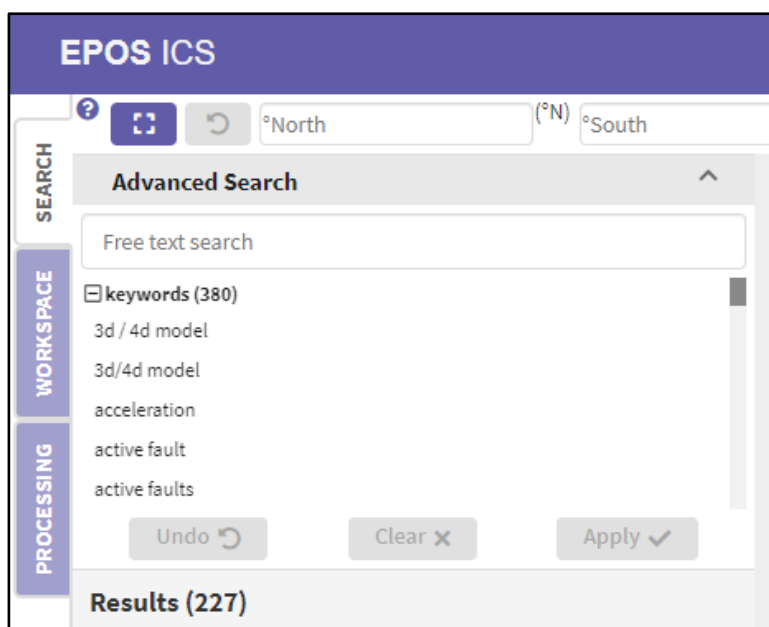 EPOS ICS
?
°North
(°N)
°South
SEARCH
WORKSPACE
PROCESSING
Advanced Search
Free text search
keywords (380)
3d / 4d model
3d/4d model
acceleration
active fault
active faults
Undo
Clear
Apply
Results (227)